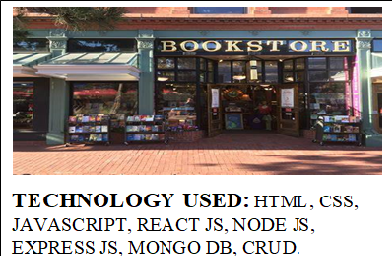 BOOKSTORE
TECHNOLOGY USED: HTML, CSS,
JAVASCRIPT, REACT JS, NODE JS,
EXPRESS JS, MONGO DB, CRUD.